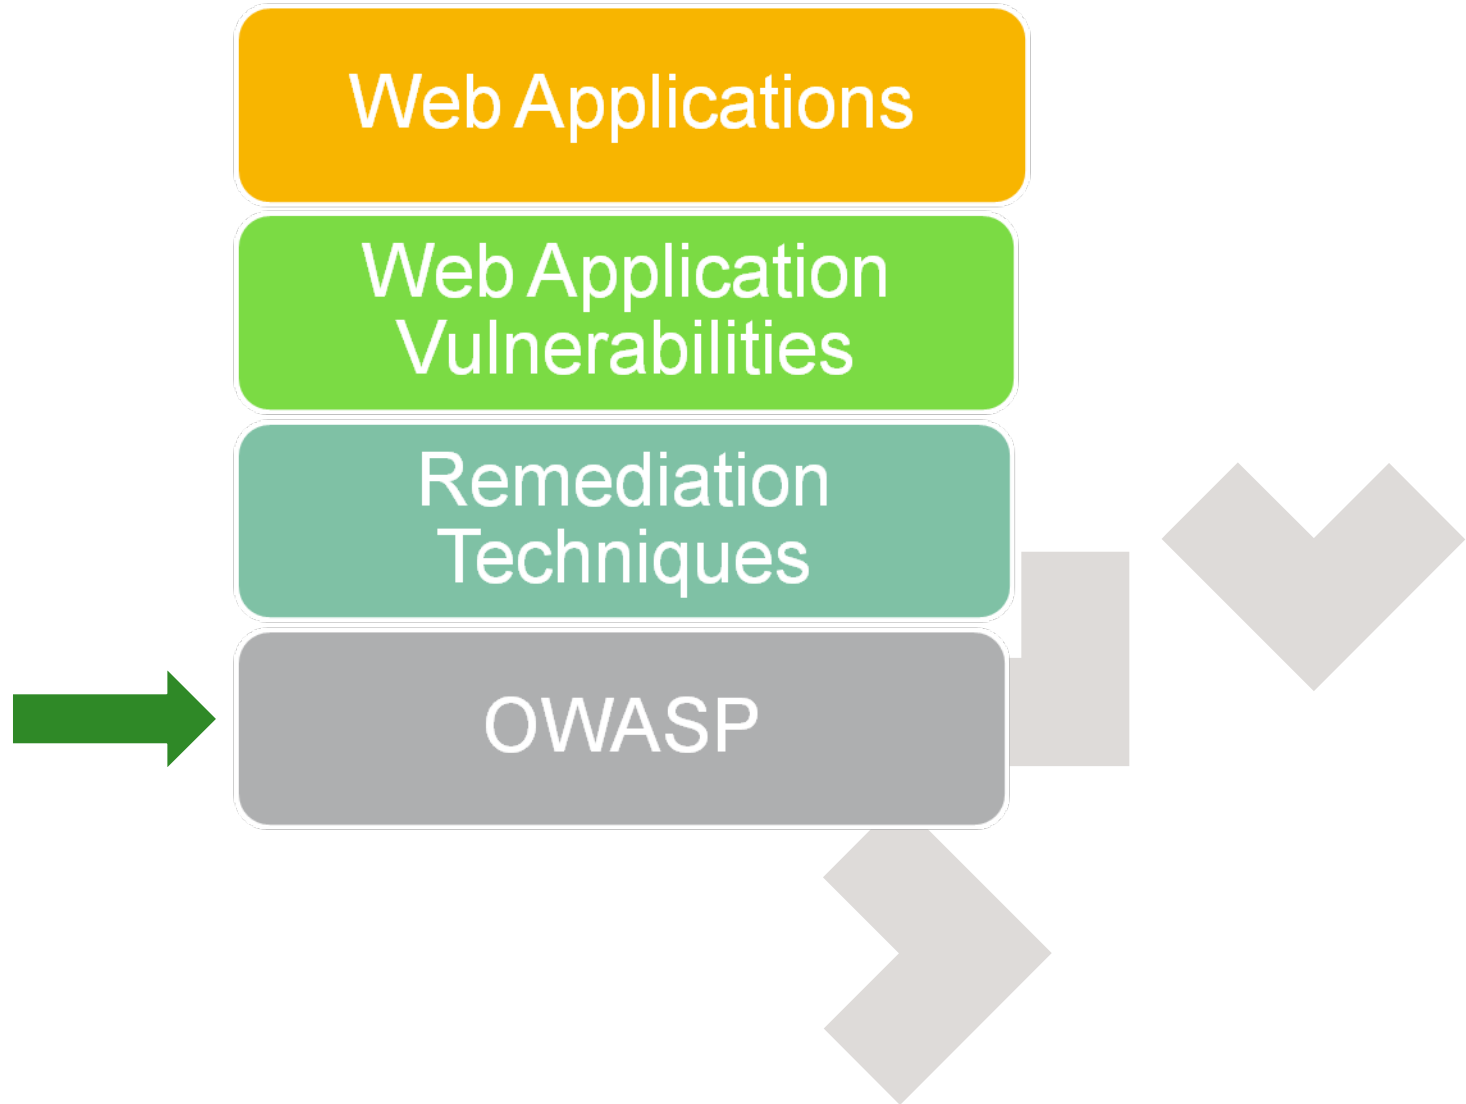 Web Applications
Web Application
Vulnerabilities
Remediation
Techniques
OWASP